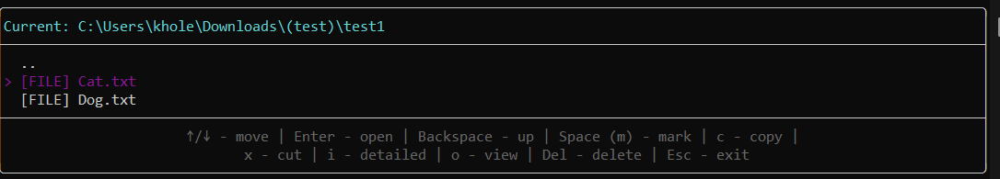 Current: C:\Users\khole\Downloads\(test)\test1
..
> [FILE] Cat.txt
[FILE] Dog.txt
↑/↓ - move | Enter - open | Backspace - up | Space (m) - mark | c - copy |
x - cut | i - detailed | o - view | Del - delete | Esc - exit